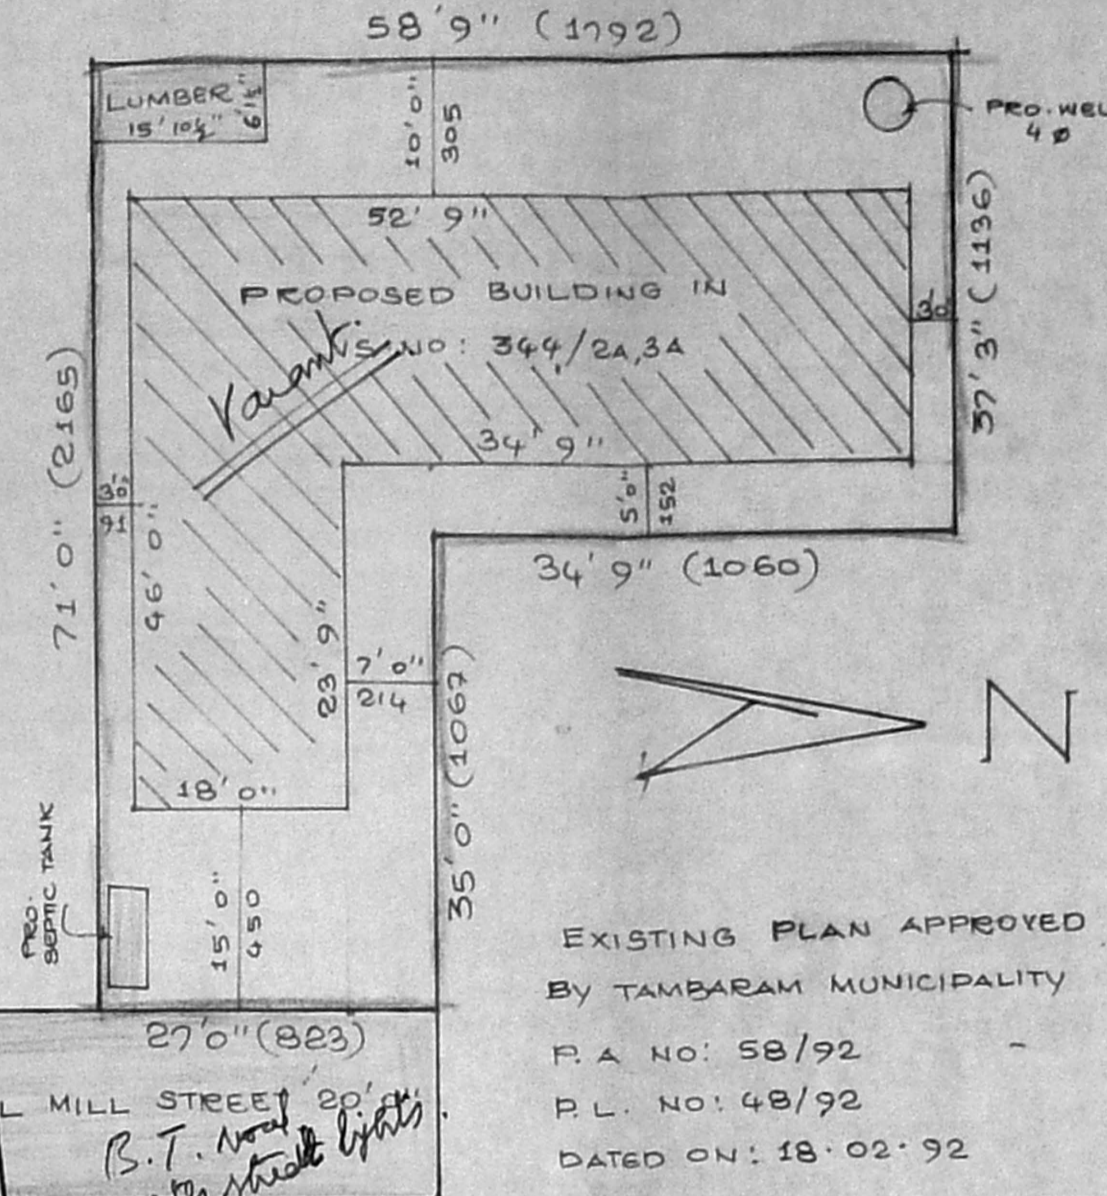 58'9" (1792)
LUMBER
15' 10½" 6'1½"
10'0"
305
PRO. WEL
4 Ø
52' 9"
PROPOSED BUILDING IN
S. NO: 344/2A,3A
Vacant
3'0"
37'3" (1136)
34' 9"
5'0"
152
34' 9" (1060)
71'0" (2165)
3'0"
91
46'0"
23'9"
7'0"
214
35'0" (1067)
N
18'0"
PRO.
SEPTIC TANK
15'0"
450
27'0" (823)
EXISTING PLAN APPROVED
BY TAMBARAM MUNICIPALITY
P.A NO: 58/92
P.L. NO: 48/92
DATED ON: 18.02.92
L MILL STREET 20'0"
B.T.
street lights